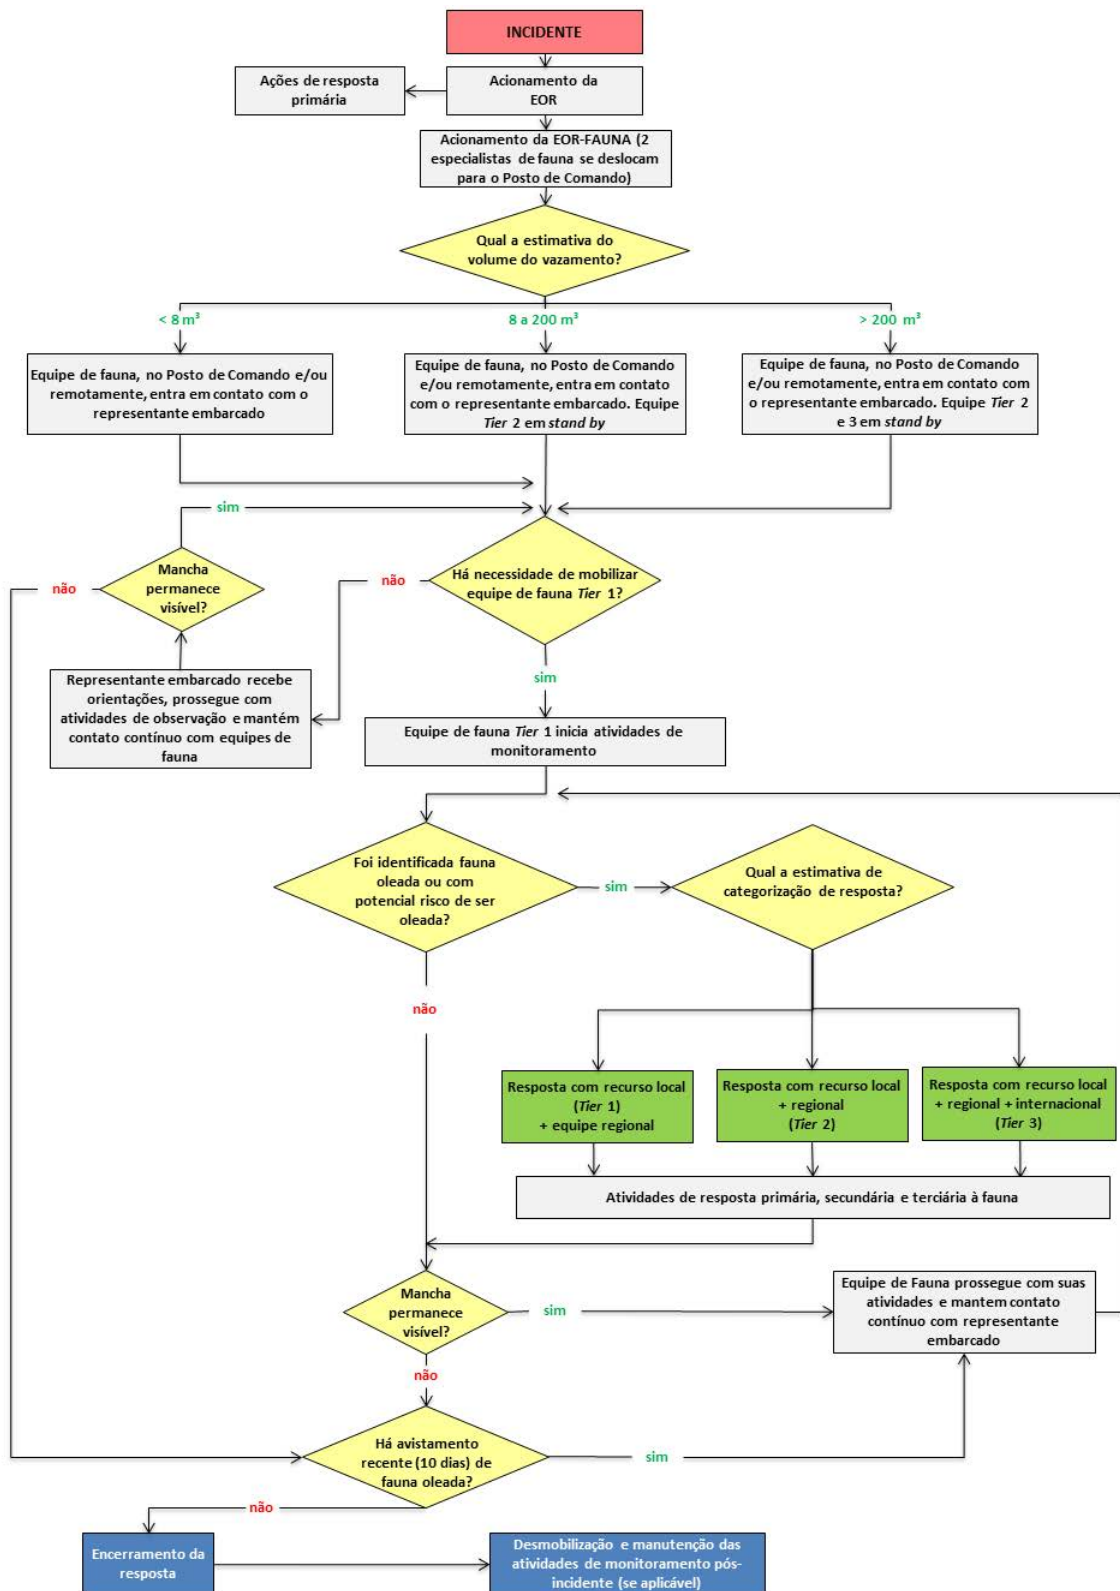 INCIDENTE
Ações de resposta
primária
Acionamento da
EOR
Acionamento da EOR-FAUNA (2
especialistas de fauna se deslocam
para o Posto de Comando)
Qual a estimativa do
volume do vazamento?
< 8 m³
8 a 200 m³
> 200 m³
Equipe de fauna, no Posto de Comando e/ou
remotamente, entra em contato com o
representante embarcado
Equipe de fauna, no Posto de Comando
e/ou remotamente, entra em contato
com o representante embarcado. Equipe
Tier 2 em stand by
Equipe de fauna, no Posto de Comando
e/ou remotamente, entra em contato com
o representante embarcado. Equipe Tier 2
e 3 em stand by
sim
Mancha
permanece
visível?
não
não
Há necessidade de mobilizar
equipe de fauna Tier 1?
sim
Representante embarcado recebe
orientações, prossegue com
atividades de observação e mantém
contato contínuo com equipes de
fauna
Equipe de fauna Tier 1 inicia atividades de
monitoramento
Foi identificada fauna
oleada ou com
potencial risco de ser
oleada?
sim
Qual a estimativa de
categorização de resposta?
não
Resposta com recurso local
(Tier 1)
+ equipe regional
Resposta com recurso local
+ regional
(Tier 2)
Resposta com recurso local
+ regional + internacional
(Tier 3)
Atividades de resposta primária, secundária e terciária à fauna
Mancha
permanece
visível?
sim
Equipe de Fauna prossegue com suas
atividades e mantem contato
contínuo com representante
embarcado
não
Há avistamento
recente (10 dias) de
fauna oleada?
sim
não
Encerramento da
resposta
Desmobilização e manutenção das
atividades de monitoramento pós-
incidente (se aplicável)